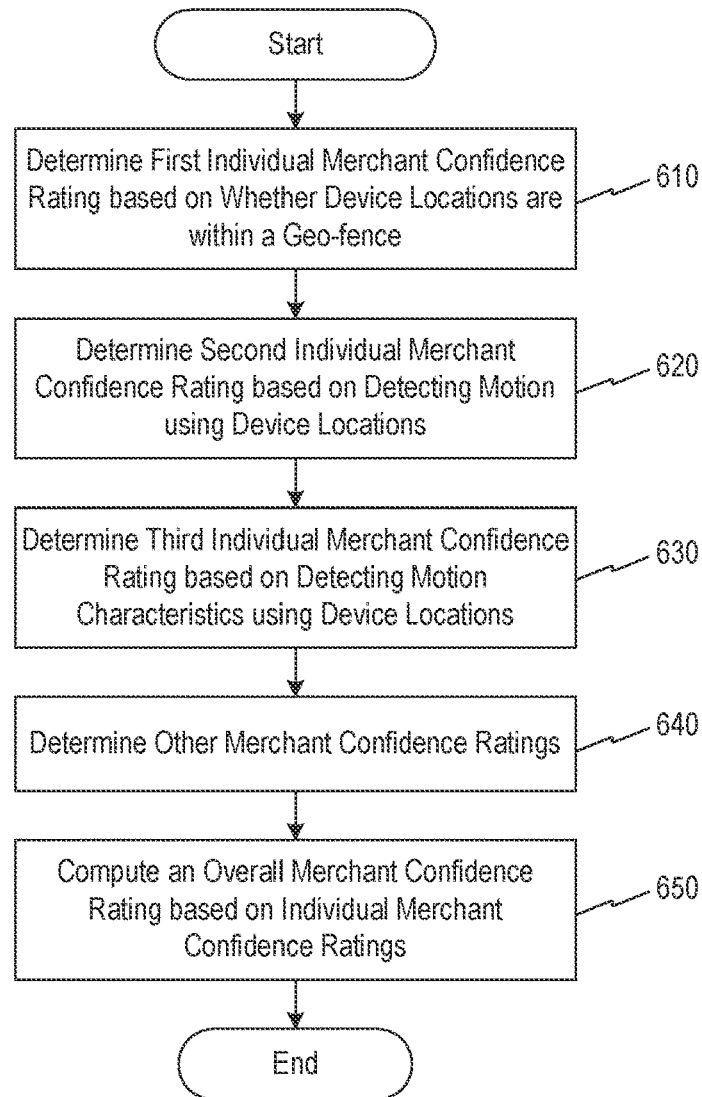 Start
Determine First Individual Merchant Confidence
Rating based on Whether Device Locations are
within a Geo-fence
610
Determine Second Individual Merchant
Confidence Rating based on Detecting Motion
using Device Locations
620
Determine Third Individual Merchant Confidence
Rating based on Detecting Motion
Characteristics using Device Locations
630
Determine Other Merchant Confidence Ratings
640
Compute an Overall Merchant Confidence
Rating based on Individual Merchant
Confidence Ratings
650
End